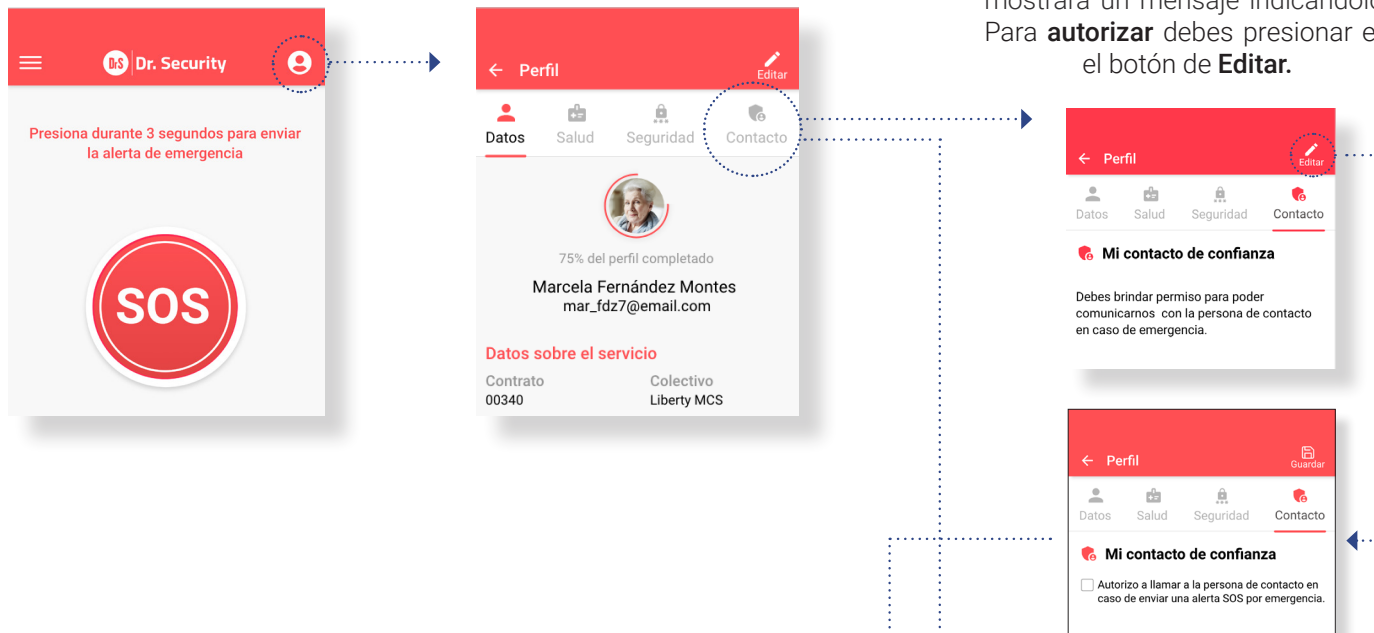 mostrará un mensaje indicándolo
Para autorizar debes presionar e
el botón de Editar.
DrS Dr. Security
Presiona durante 3 segundos para enviar
la alerta de emergencia
SOS
Perfil
Editar
Datos Salud Seguridad Contacto
75% del perfil completado
Marcela Fernández Montes
mar_fdz7@email.com
Datos sobre el servicio
Contrato Colectivo
00340 Liberty MCS
Perfil
Editar
Datos Salud Seguridad Contacto
Mi contacto de confianza
Debes brindar permiso para poder
comunicarnos con la persona de contacto
en caso de emergencia.
Perfil
Guardar
Datos Salud Seguridad Contacto
Mi contacto de confianza
Autorizo a llamar a la persona de contacto en
caso de enviar una alerta SOS por emergencia.